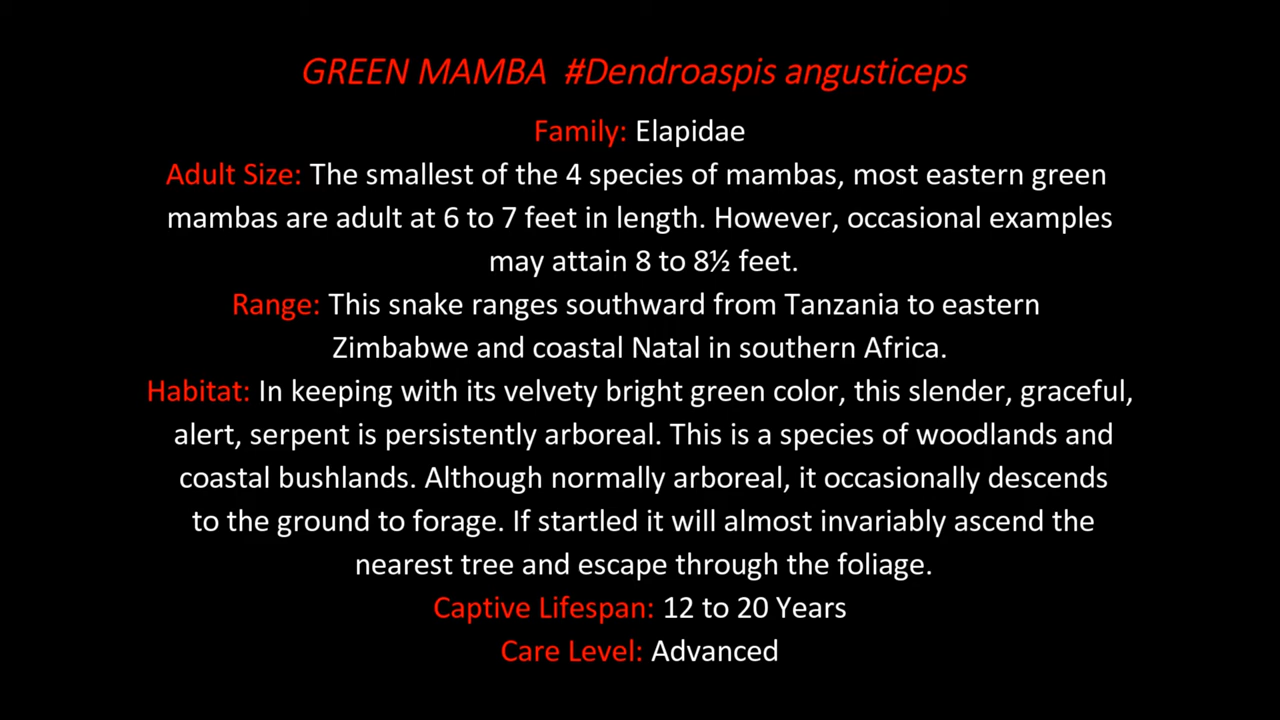 GREEN MAMBA #Dendroaspis angusticeps
Family: Elapidae
Adult Size: The smallest of the 4 species of mambas, most eastern green
mambas are adult at 6 to 7 feet in length. However, occasional examples
may attain 8 to 8½ feet.
Range: This snake ranges southward from Tanzania to eastern
Zimbabwe and coastal Natal in southern Africa.
Habitat: In keeping with its velvety bright green color, this slender, graceful,
alert, serpent is persistently arboreal. This is a species of woodlands and
coastal bushlands. Although normally arboreal, it occasionally descends
to the ground to forage. If startled it will almost invariably ascend the
nearest tree and escape through the foliage.
Captive Lifespan: 12 to 20 Years
Care Level: Advanced